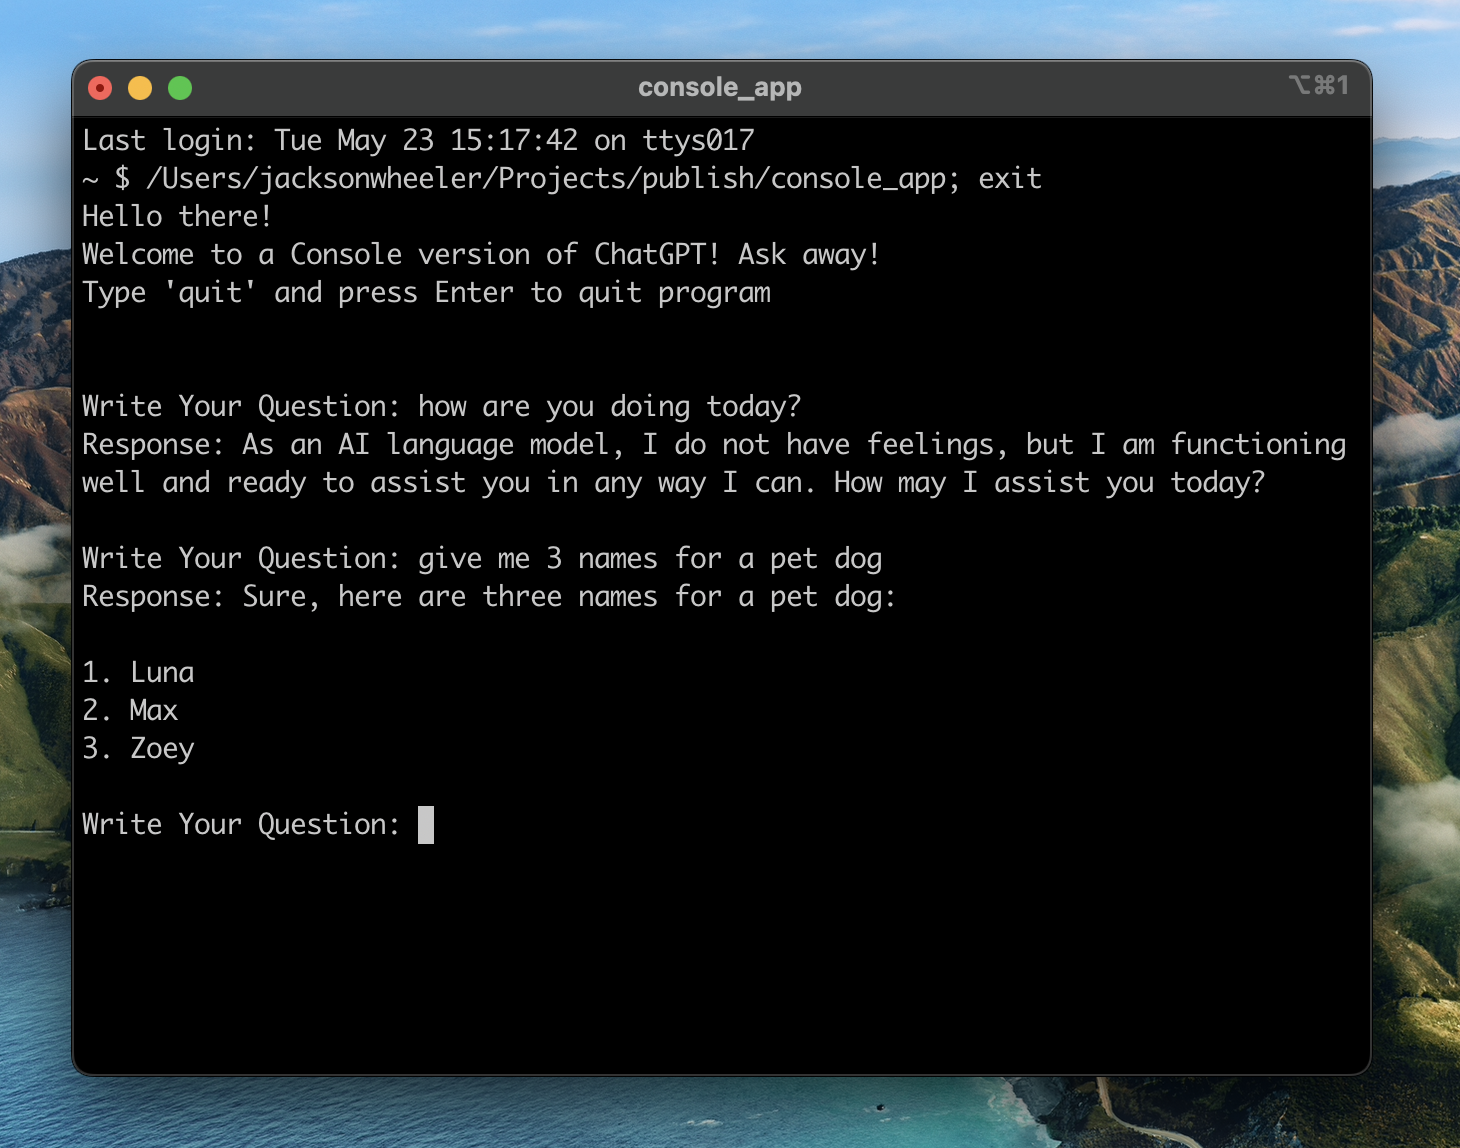 console_app
⌥⌘1
Last login: Tue May 23 15:17:42 on ttys017
~ $ /Users/jacksonwheeler/Projects/publish/console_app; exit
Hello there!
Welcome to a Console version of ChatGPT! Ask away!
Type 'quit' and press Enter to quit program
Write Your Question: how are you doing today?
Response: As an AI language model, I do not have feelings, but I am functioning
well and ready to assist you in any way I can. How may I assist you today?
Write Your Question: give me 3 names for a pet dog
Response: Sure, here are three names for a pet dog:
1. Luna
2. Max
3. Zoey
Write Your Question: